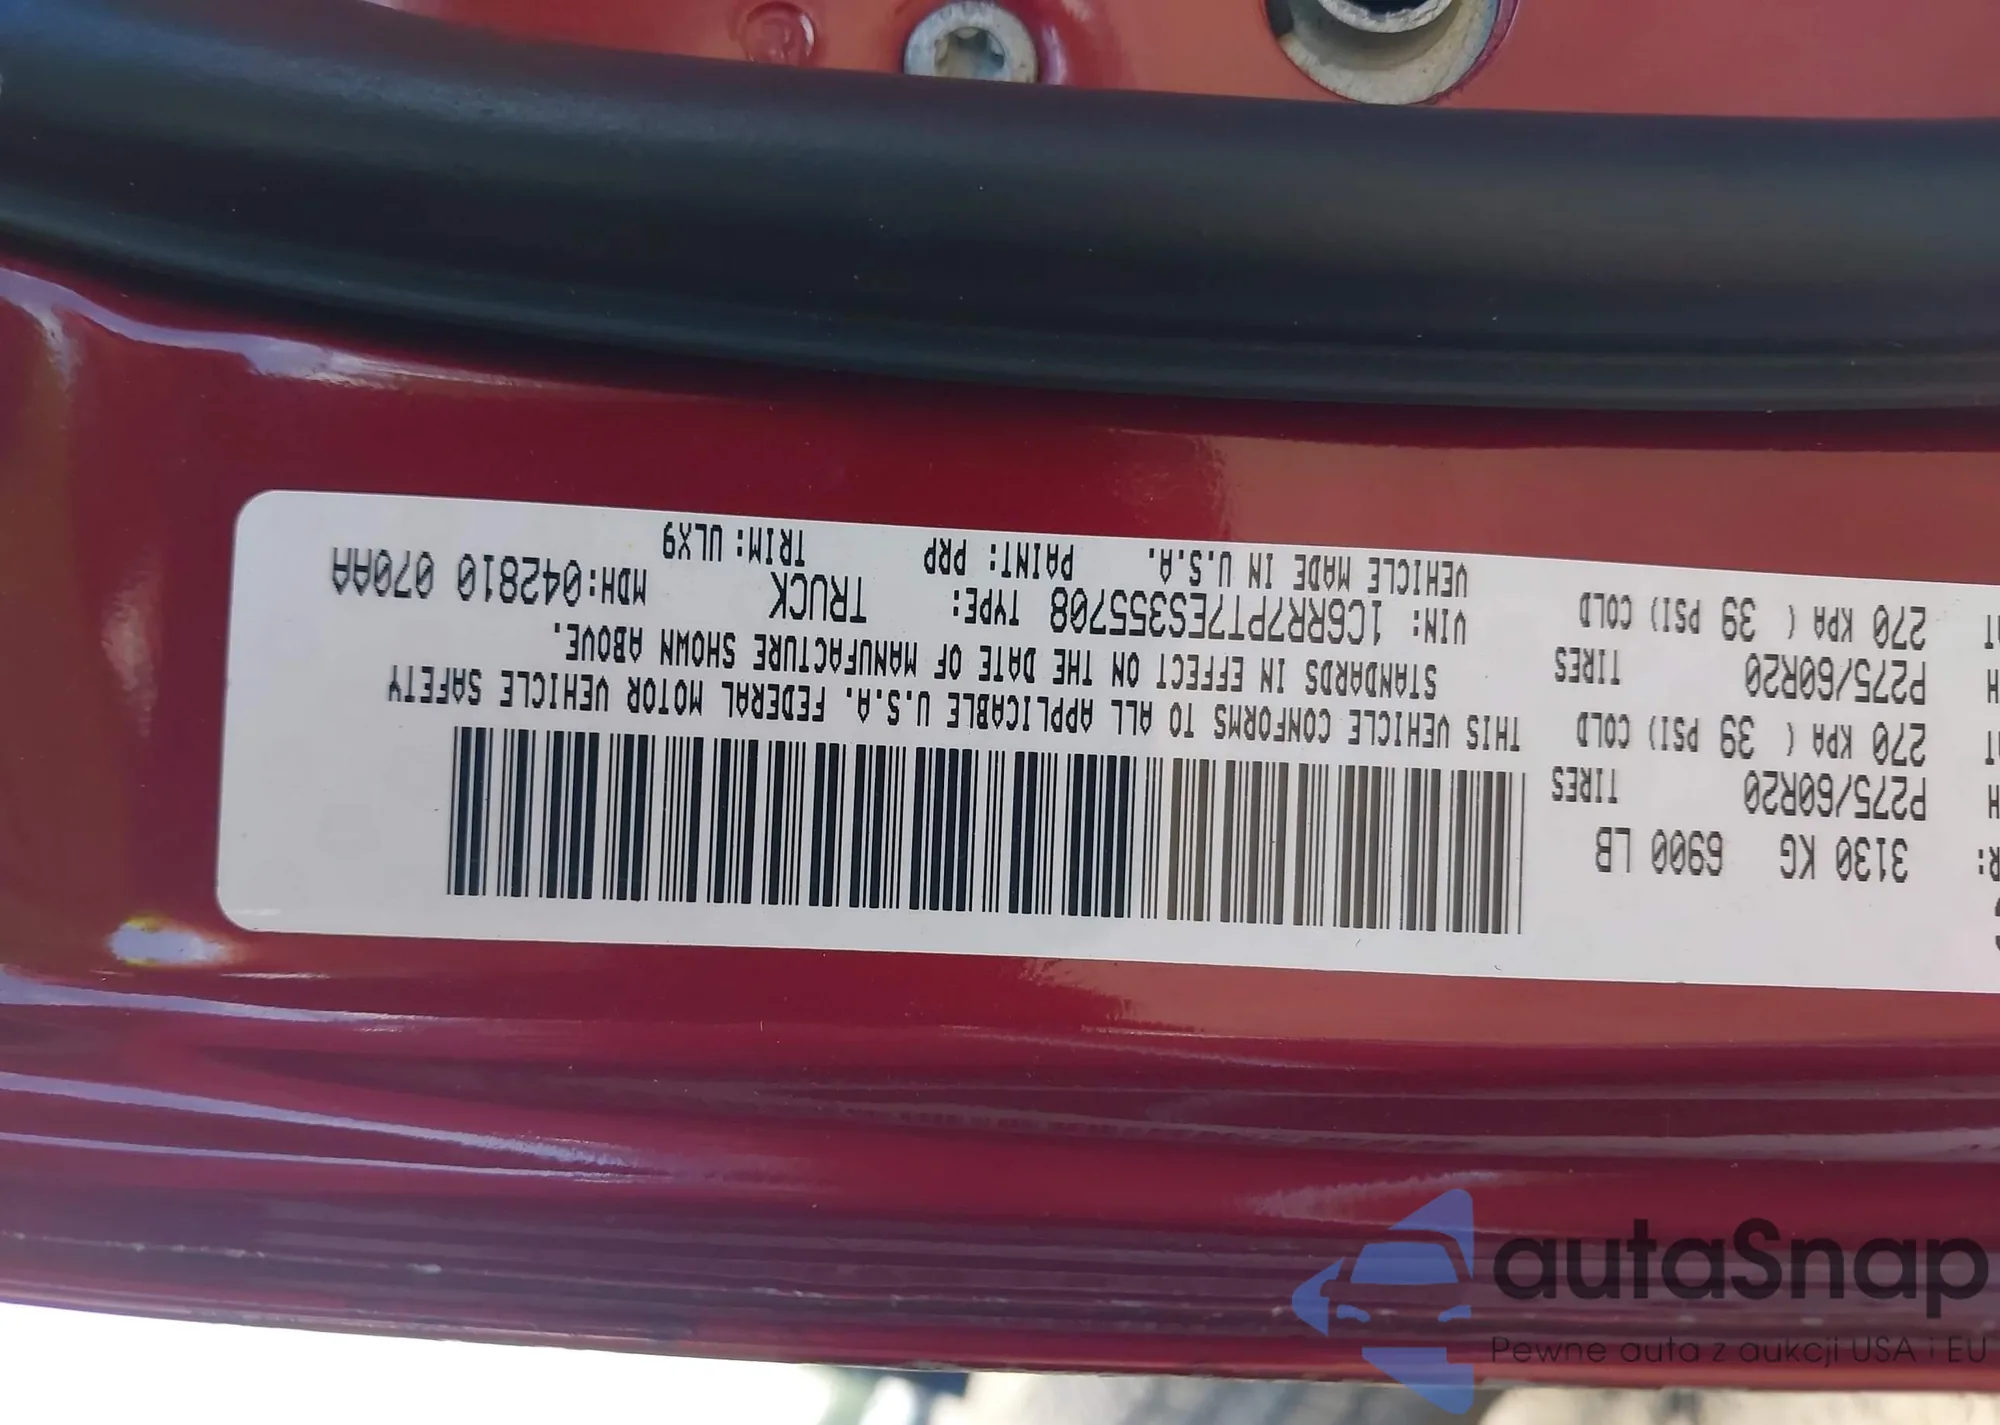 3130 KG 6900 LB
P275/60R20 TIRES
270 KPA ( 39 PSI) COLD
P275/60R20 TIRES
270 KPA ( 39 PSI) COLD
THIS VEHICLE CONFORMS TO ALL APPLICABLE U.S.A. FEDERAL MOTOR VEHICLE SAFETY
STANDARDS IN EFFECT ON THE DATE OF MANUFACTURE SHOWN ABOVE.
VIN: 1C6RR7PT7ES355708 TYPE: TRUCK MDH:042810 070AA
VEHICLE MADE IN U.S.A. PAINT: PRP TRIM:ULX9
autaSnap
Pewne auta z aukcji USA i EU